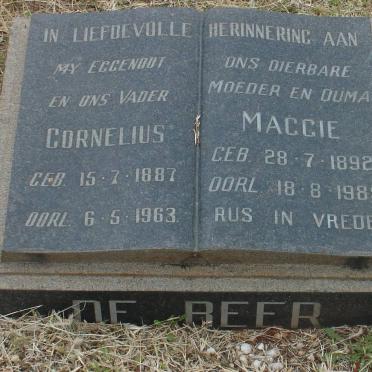 IN LIEFDEVOLLE
MY EGGENOOT
EN ONS VADER
CORNELIUS
GEB. 15·7·1887
OORL. 6·5·1963
HERINNERING AAN
ONS DIERBARE
MOEDER EN OUMA
MAGGIE
GEB. 28·7·1892
OORL. 18·8·198
RUS IN VREDE
DE BEER